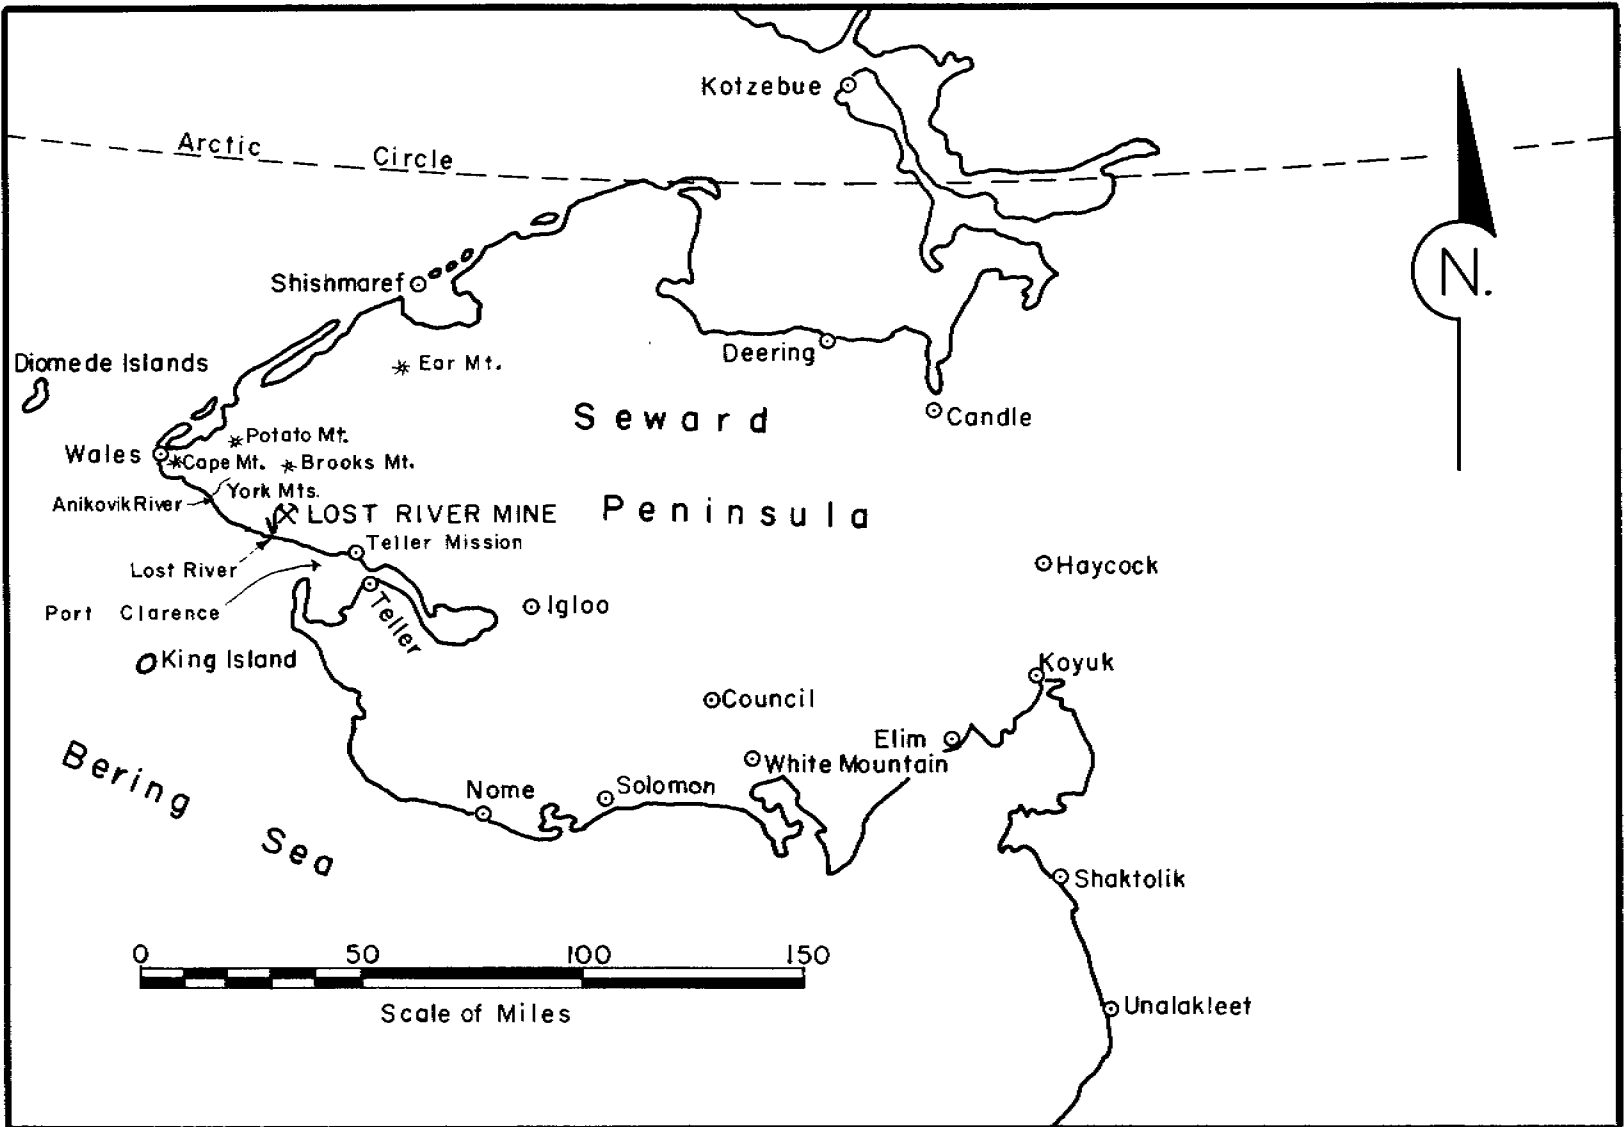 Kotzebue
Arctic Circle
N.
Shishmaref
Diomede Islands
Ear Mt.
Deering
Seward
Candle
Potato Mt.
Wales
Cape Mt.
Brooks Mt.
York Mts.
Anikovik River
LOST RIVER MINE
Peninsula
Teller Mission
Lost River
Haycock
Port Clarence
Teller
Igloo
King Island
Koyuk
Council
Elim
White Mountain
Bering Sea
Nome
Solomon
Shaktolik
0 50 100 150
Scale of Miles
Unalakleet